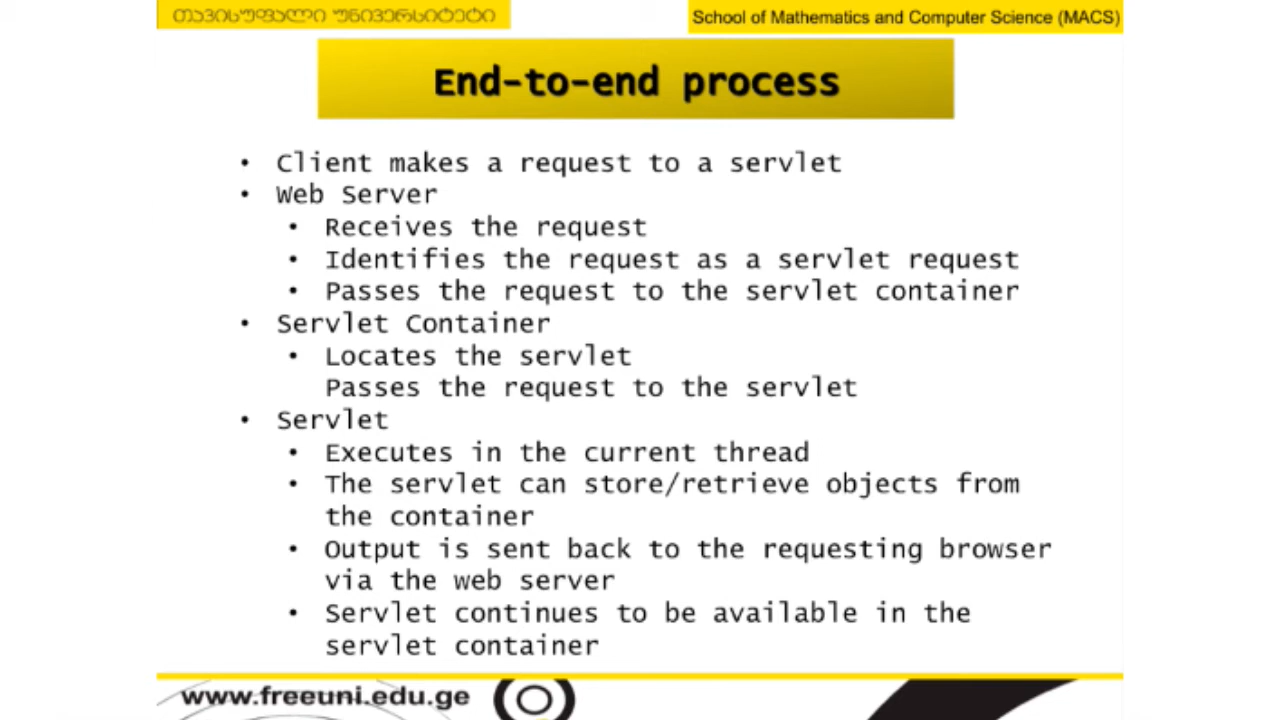 თავისუფალი უნივერსიტეტი
School of Mathematics and Computer Science (MACS)
End-to-end process
• Client makes a request to a servlet
• Web Server
• Receives the request
• Identifies the request as a servlet request
• Passes the request to the servlet container
• Servlet Container
• Locates the servlet
Passes the request to the servlet
• Servlet
• Executes in the current thread
• The servlet can store/retrieve objects from
the container
• Output is sent back to the requesting browser
via the web server
• Servlet continues to be available in the
servlet container
www.freeuni.edu.ge